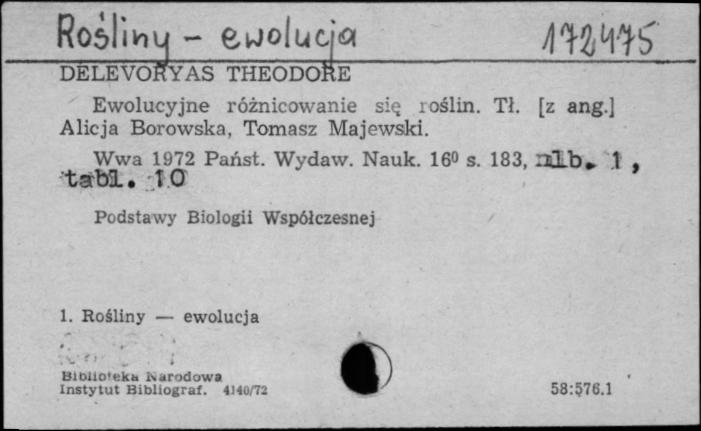 Rośliny - ewolucja 172475
DELEVORYAS THEODORE
Ewolucyjne różnicowanie się roślin. Tł. [z ang.]
Alicja Borowska, Tomasz Majewski.
Wwa 1972 Państ. Wydaw. Nauk. 16⁰ s. 183, nlb. 1,
tabl. 10
Podstawy Biologii Współczesnej
1. Rośliny — ewolucja
Biblioteka Narodowa
Instytut Bibliograf. 4140/72 58:576.1